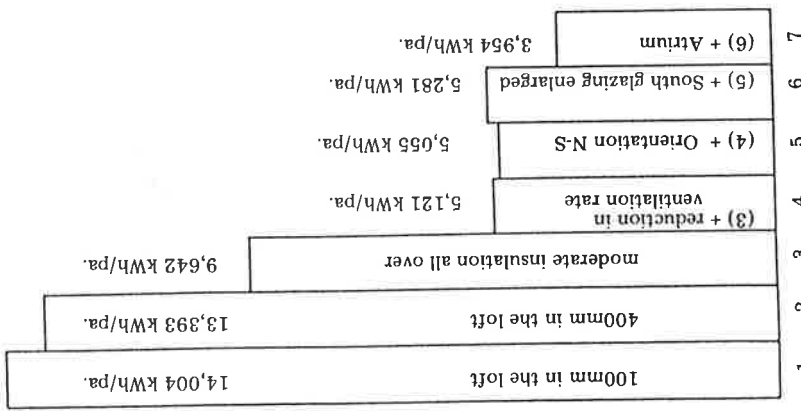 1 100mm in the loft 14,004 kWh/pa.
2 400mm in the loft 13,393 kWh/pa.
3 moderate insulation all over 9,642 kWh/pa.
4 (3) + reduction in
ventilation rate 5,121 kWh/pa.
5 (4) + Orientation N-S 5,055 kWh/pa.
6 (5) + South glazing enlarged 5,281 kWh/pa.
7 (6) + Atrium 3,954 kWh/pa.